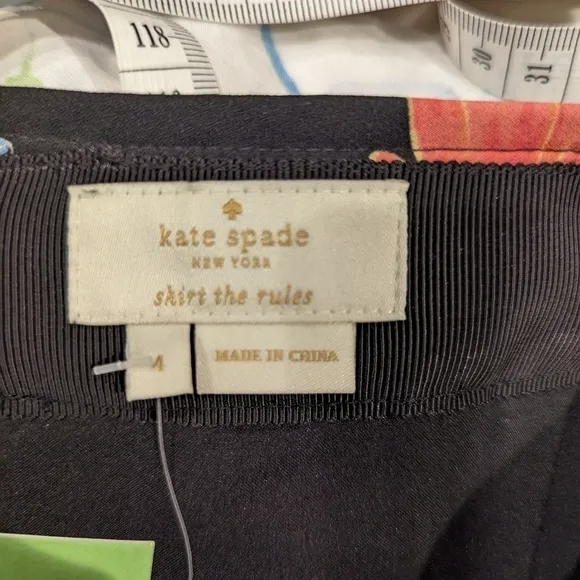 118
30
31
kate spade
NEW YORK
skirt the rules
4
MADE IN CHINA